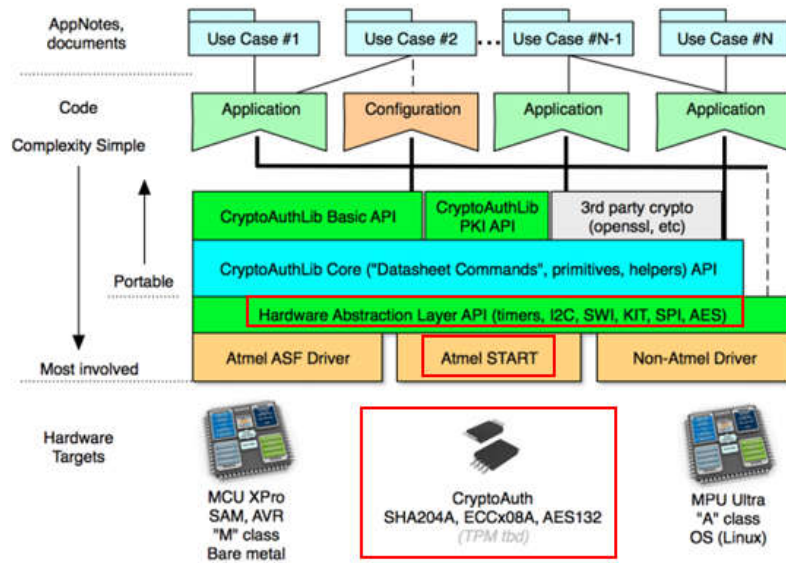 AppNotes,
documents
Use Case #1
Use Case #2
...
Use Case #N-1
Use Case #N
Code
Application
Configuration
Application
Application
Complexity Simple
CryptoAuthLib Basic API
CryptoAuthLib
PKI API
3rd party crypto
(openssl, etc)
Portable
CryptoAuthLib Core ("Datasheet Commands", primitives, helpers) API
Hardware Abstraction Layer API (timers, I2C, SWI, KIT, SPI, AES)
Most involved
Atmel ASF Driver
Atmel START
Non-Atmel Driver
Hardware
Targets
MCU XPro
SAM, AVR
"M" class
Bare metal
CryptoAuth
SHA204A, ECCx08A, AES132
(TPM tbd)
MPU Ultra
"A" class
OS (Linux)